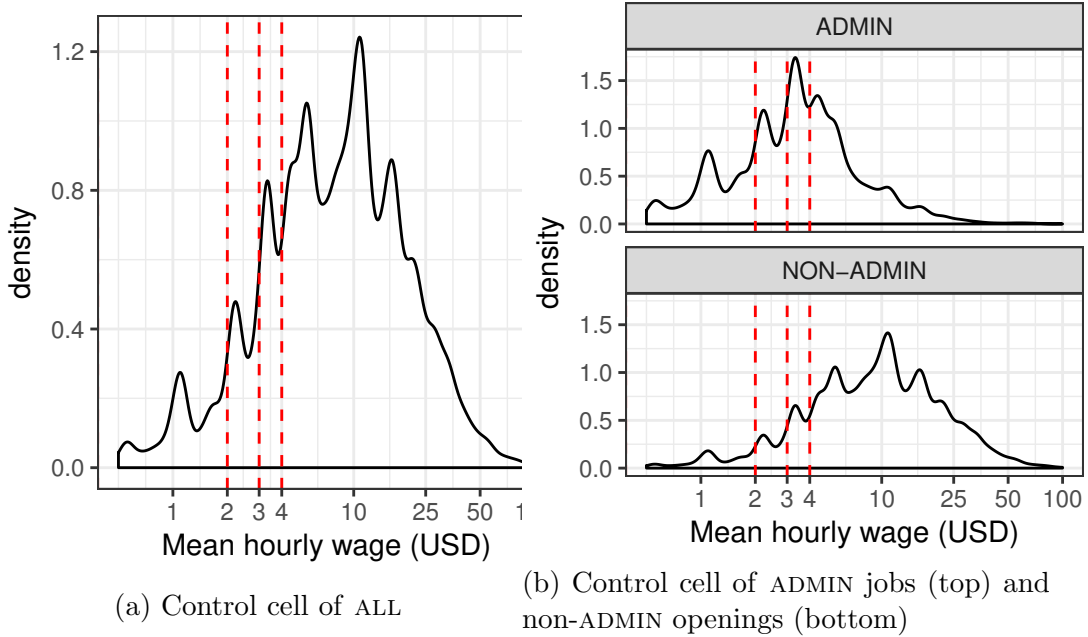 density
1.2
0.8
0.4
0.0
1 2 3 4 10 25 50 1
Mean hourly wage (USD)
(a) Control cell of ALL
density
ADMIN
1.5
1.0
0.5
0.0
NON−ADMIN
1.5
1.0
0.5
0.0
1 2 3 4 10 25 50 100
Mean hourly wage (USD)
(b) Control cell of ADMIN jobs (top) and
non-ADMIN openings (bottom)